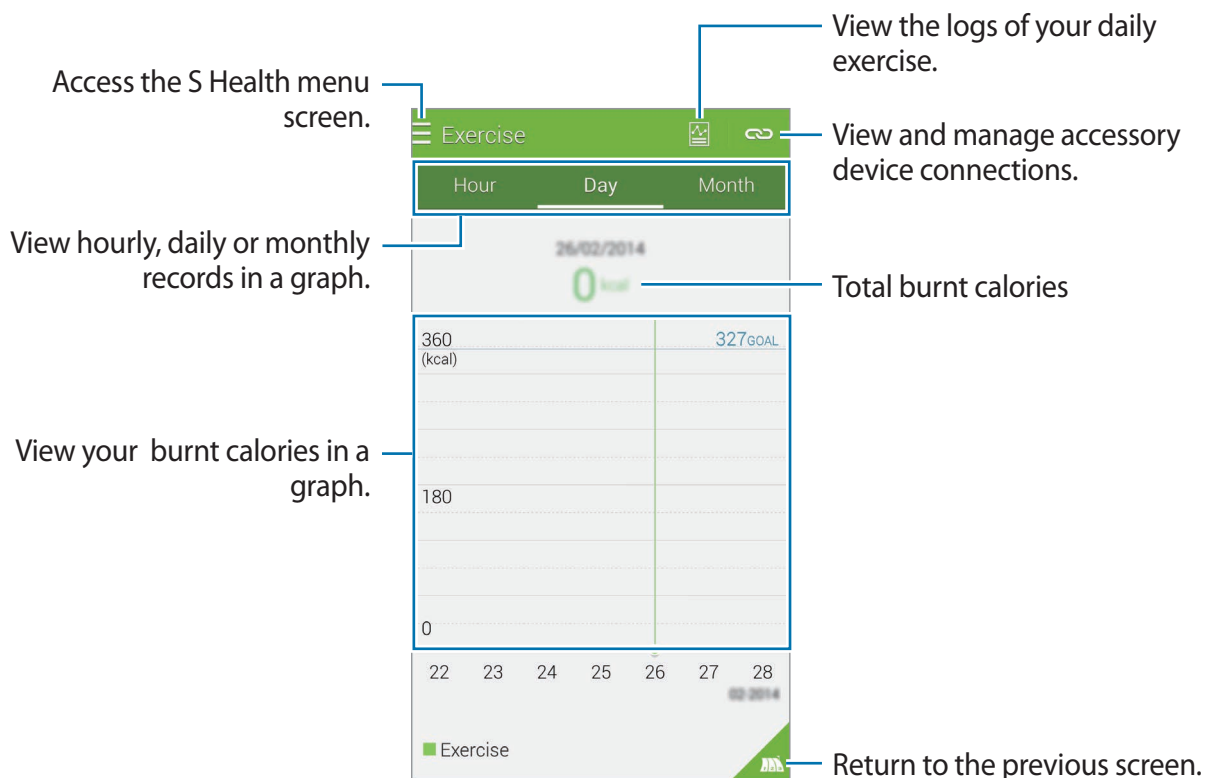 View the logs of your daily
exercise.
Access the S Health menu
screen.
Exercise
View and manage accessory
device connections.
Hour Day Month
View hourly, daily or monthly
records in a graph.
26/02/2014
0 kcal
Total burnt calories
360
(kcal)
327 GOAL
View your burnt calories in a
graph.
180
0
22 23 24 25 26 27 28
02-2014
Exercise
Return to the previous screen.